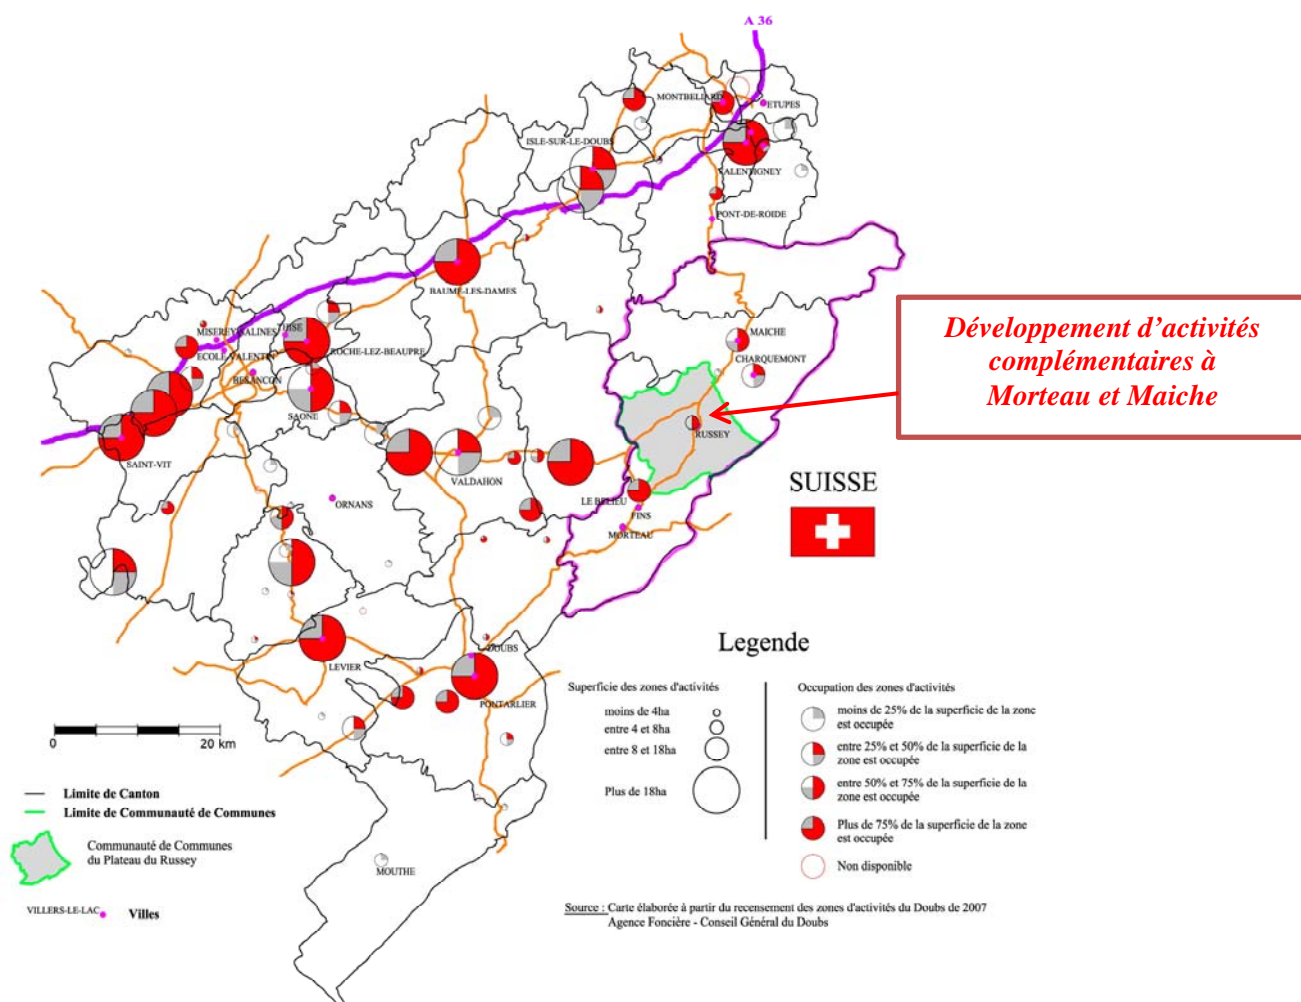 A 36
MONTBELIARD
ETUPES
ISLE-SUR-LE-DOUBS
VALENTIGNEY
PONT-DE-ROIDE
BAUME-LES-DAMES
MISEREY-SALINES
THISE
ROCHE-LEZ-BEAUPRE
ECOLE-VALENTIN
BESANCON
SAONE
MAICHE
CHARQUEMONT
Développement d’activités
complémentaires à
Morteau et Maiche
RUSSEY
SAINT-VIT
VALDAHON
SUISSE
ORNANS
LE BELIEU
FINS
MORTEAU
DOUBS
LEVIER
PONTARLIER
MOUTHE
0
20 km
Limite de Canton
Limite de Communauté de Communes
Communauté de Communes
du Plateau du Russey
VILLERS-LE-LAC
Villes
Legende
Superficie des zones d'activités
moins de 4ha
entre 4 et 8ha
entre 8 et 18ha
Plus de 18ha
Occupation des zones d'activités
moins de 25% de la superficie de la zone
est occupée
entre 25% et 50% de la superficie de la
zone est occupée
entre 50% et 75% de la superficie de la
zone est occupée
Plus de 75% de la superficie de la zone
est occupée
Non disponible
Source : Carte élaborée à partir du recensement des zones d'activités du Doubs de 2007
Agence Foncière - Conseil Général du Doubs